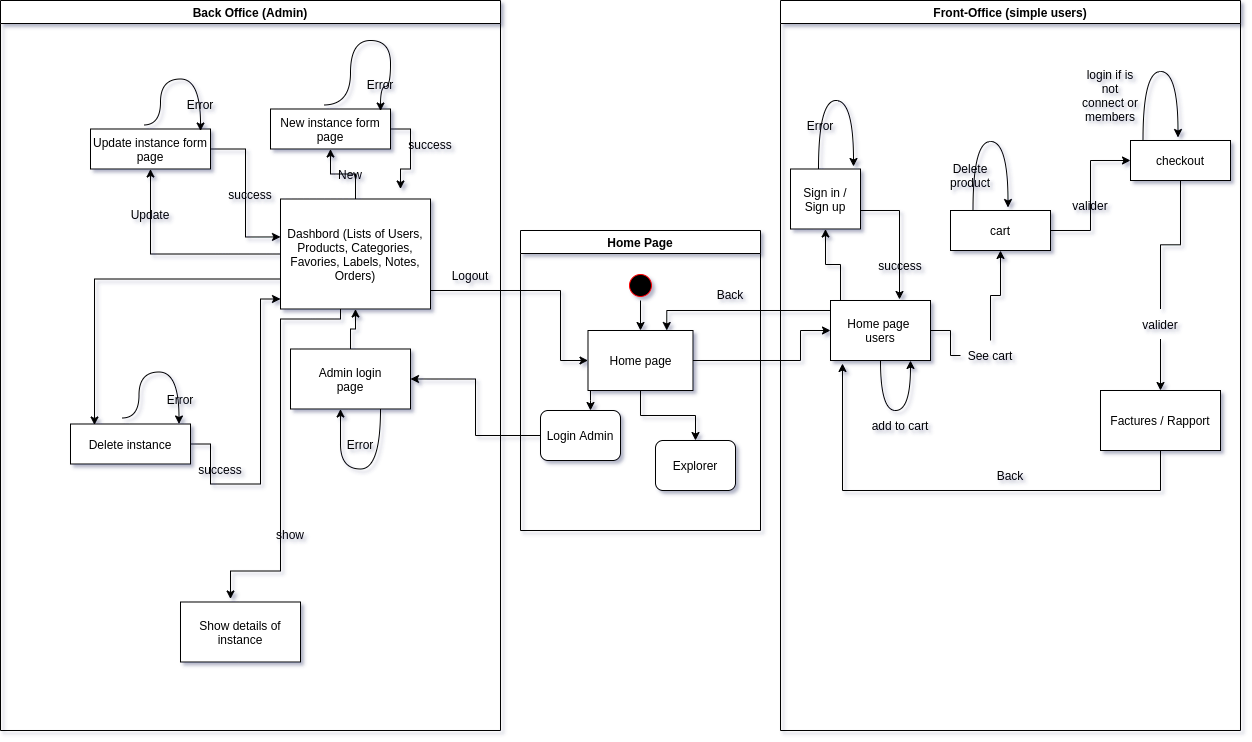 Back Office (Admin)
Error
Update instance form
page
success
Update
Error
New instance form
page
success
New
Dashbord (Lists of Users,
Products, Categories,
Favories, Labels, Notes,
Orders)
Logout
Admin login
page
Error
Error
Delete instance
success
show
Show details of
instance
Home Page
Home page
Login Admin
Explorer
Back
Front-Office (simple users)
Error
Sign in /
Sign up
success
Home page
users
add to cart
See cart
Delete
product
cart
valider
login if is
not
connect or
members
checkout
valider
Factures / Rapport
Back